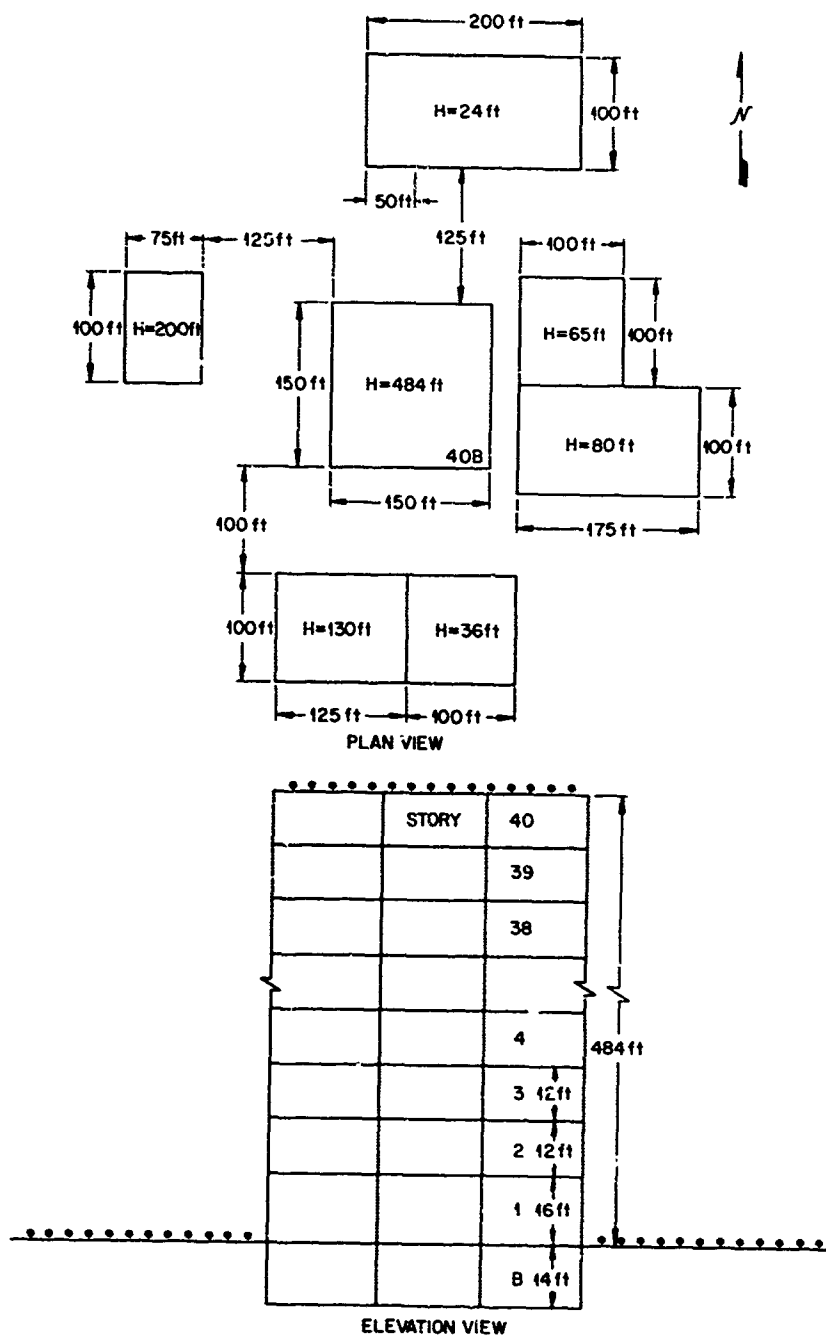 200 ft
H=24 ft
100 ft
N
50 ft
75 ft
125 ft
125 ft
100 ft
100 ft
H=200 ft
150 ft
H=484 ft
H=65 ft
100 ft
40B
H=80 ft
100 ft
150 ft
175 ft
100 ft
100 ft
H=130 ft
H=36 ft
125 ft
100 ft
PLAN VIEW
STORY
40
39
38
4
484 ft
3 12 ft
2 12 ft
1 16 ft
B 14 ft
ELEVATION VIEW